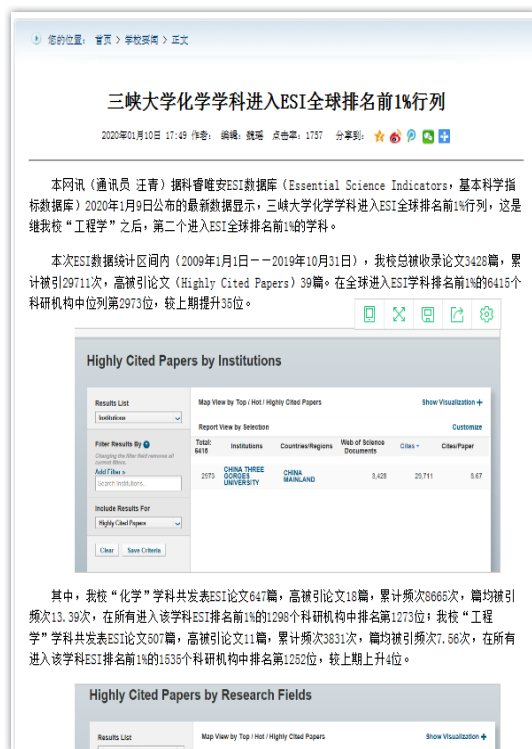 您的位置： 首页 > 学校要闻 > 正文
三峡大学化学学科进入ESI全球排名前1%行列
2020年01月10日 17:49 作者： 编辑：魏瑶 点击率：1757 分享到：
本网讯（通讯员 汪青）据科睿唯安ESI数据库（Essential Science Indicators，基本科学指
标数据库）2020年1月9日公布的最新数据显示，三峡大学化学学科进入ESI全球排名前1%行列，这是
继我校“工程学”之后，第二个进入ESI全球排名前1%的学科。
本次ESI数据统计区间内（2009年1月1日——2019年10月31日），我校总被收录论文3428篇，累
计被引29711次，高被引论文（Highly Cited Papers）39篇。在全球进入ESI学科排名前1%的6415个
科研机构中位列第2973位，较上期提升35位。
Highly Cited Papers by Institutions
Results List
Institutions
Map View by Top / Hot / Highly Cited Papers
Show Visualization +
Report View by Selection
Customize
Filter Results By
Changing the filter field removes all
current filters.
Add Filter »
Search Institutions..
Total:
6416
Institutions
Countries/Regions
Web of Science
Documents
Cites
Cites/Paper
2973
CHINA THREE
GORGES
UNIVERSITY
CHINA
MAINLAND
3,428
29,711
8.67
Include Results For
Highly Cited Papers
Clear
Save Criteria
其中，我校“化学”学科共发表ESI论文647篇，高被引论文18篇，累计频次8665次，篇均被引
频次13.39次，在所有进入该学科ESI排名前1%的1298个科研机构中排名第1273位；我校“工程
学”学科共发表ESI论文507篇，高被引论文11篇，累计频次3831次，篇均被引频次7.56次，在所有
进入该学科ESI排名前1%的1535个科研机构中排名第1252位，较上期上升4位。
Highly Cited Papers by Research Fields
Results List
Map View by Top / Hot / Highly Cited Papers
Show Visualization +